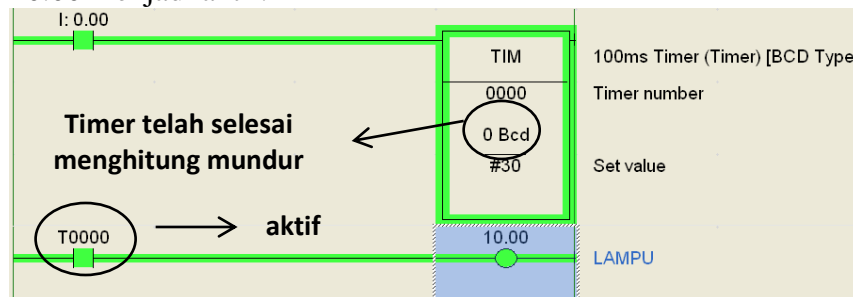 I: 0.00
TIM
100ms Timer (Timer) [BCD Type
0000
Timer number
Timer telah selesai
menghitung mundur
0 Bcd
#30
Set value
T0000
aktif
10.00
LAMPU